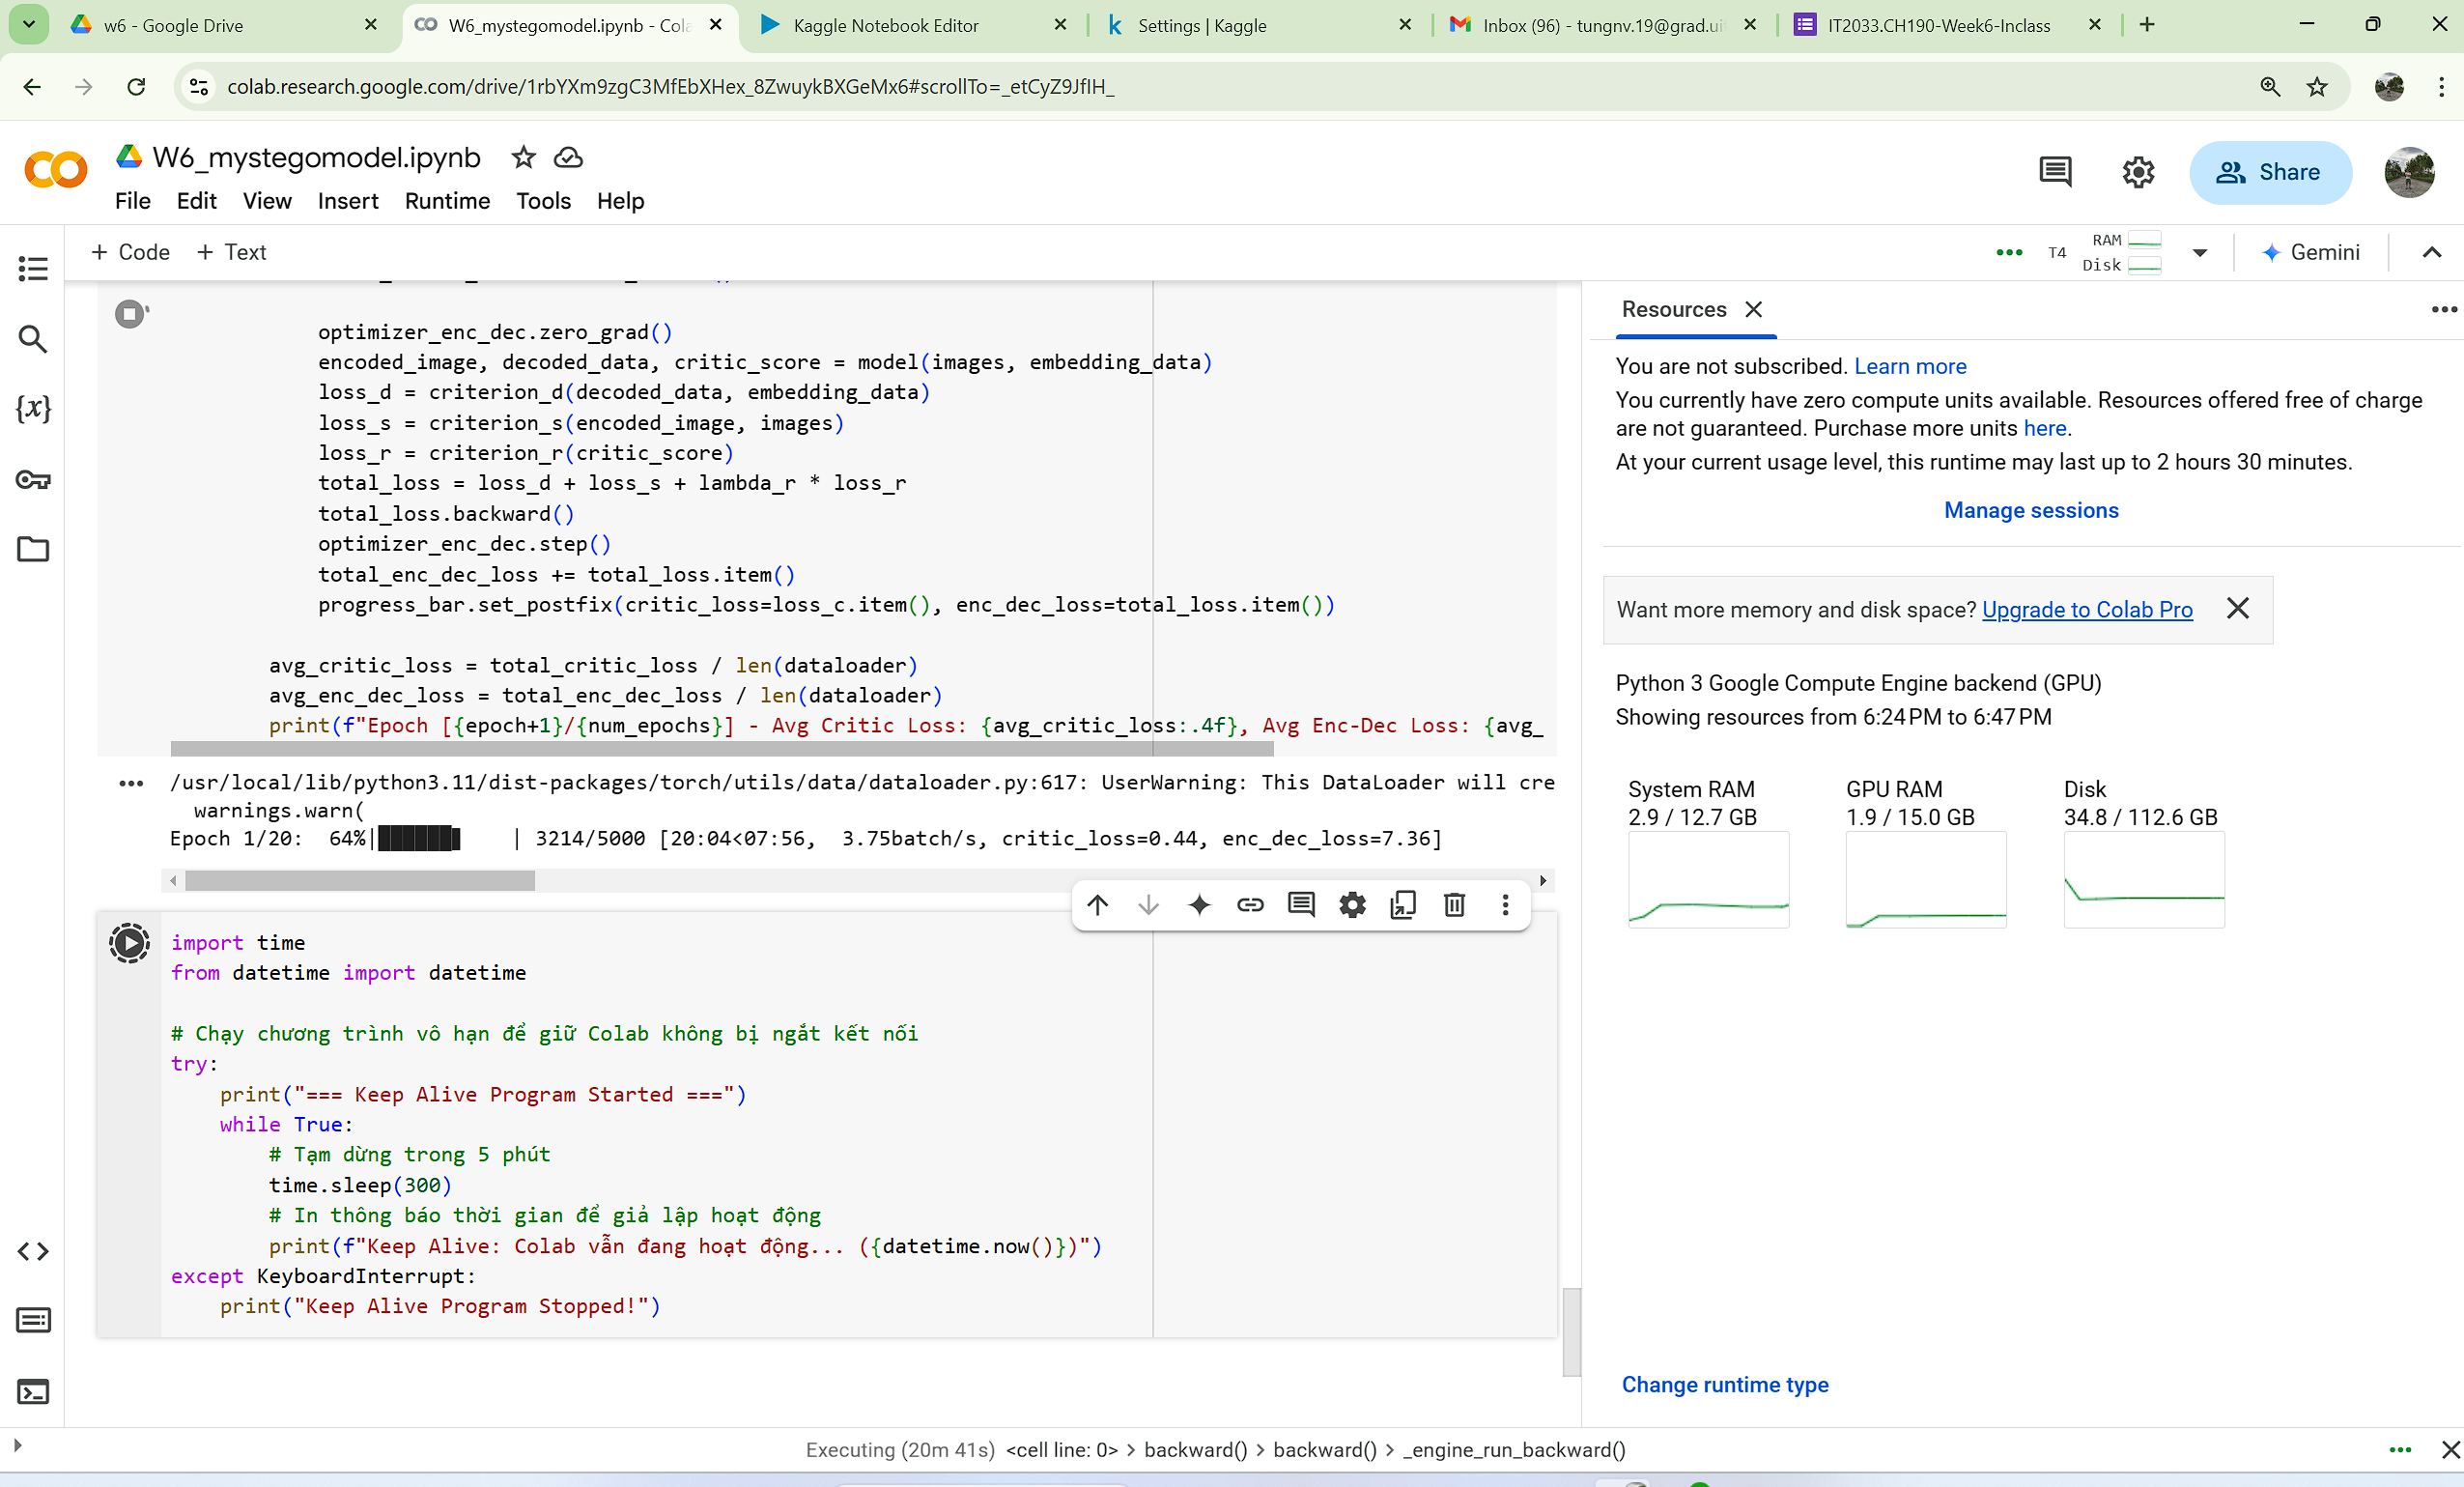 w6 - Google Drive
W6_mystegomodel.ipynb - Cola
Kaggle Notebook Editor
Settings | Kaggle
Inbox (96) - tungnv.19@grad.ui
IT2033.CH190-Week6-Inclass
colab.research.google.com/drive/1rbYXm9zgC3MfEbXHex_8ZwuykBXGeMx6#scrollTo=_etCyZ9JfIH_
W6_mystegomodel.ipynb
File Edit View Insert Runtime Tools Help
Share
+ Code + Text
T4
RAM
Disk
Gemini
optimizer_enc_dec.zero_grad()
encoded_image, decoded_data, critic_score = model(images, embedding_data)
loss_d = criterion_d(decoded_data, embedding_data)
loss_s = criterion_s(encoded_image, images)
loss_r = criterion_r(critic_score)
total_loss = loss_d + loss_s + lambda_r * loss_r
total_loss.backward()
optimizer_enc_dec.step()
total_enc_dec_loss += total_loss.item()
progress_bar.set_postfix(critic_loss=loss_c.item(), enc_dec_loss=total_loss.item())
avg_critic_loss = total_critic_loss / len(dataloader)
avg_enc_dec_loss = total_enc_dec_loss / len(dataloader)
print(f"Epoch [{epoch+1}/{num_epochs}] - Avg Critic Loss: {avg_critic_loss:.4f}, Avg Enc-Dec Loss: {avg_
/usr/local/lib/python3.11/dist-packages/torch/utils/data/dataloader.py:617: UserWarning: This DataLoader will cre
warnings.warn(
Epoch 1/20: 64%| | 3214/5000 [20:04<07:56, 3.75batch/s, critic_loss=0.44, enc_dec_loss=7.36]
import time
from datetime import datetime
# Chạy chương trình vô hạn để giữ Colab không bị ngắt kết nối
try:
print("=== Keep Alive Program Started ===")
while True:
# Tạm dừng trong 5 phút
time.sleep(300)
# In thông báo thời gian để giả lập hoạt động
print(f"Keep Alive: Colab vẫn đang hoạt động... ({datetime.now()})")
except KeyboardInterrupt:
print("Keep Alive Program Stopped!")
Resources
You are not subscribed. Learn more
You currently have zero compute units available. Resources offered free of charge
are not guaranteed. Purchase more units here.
At your current usage level, this runtime may last up to 2 hours 30 minutes.
Manage sessions
Want more memory and disk space? Upgrade to Colab Pro
Python 3 Google Compute Engine backend (GPU)
Showing resources from 6:24 PM to 6:47 PM
System RAM
2.9 / 12.7 GB
GPU RAM
1.9 / 15.0 GB
Disk
34.8 / 112.6 GB
Change runtime type
Executing (20m 41s) <cell line: 0> > backward() > backward() > _engine_run_backward()